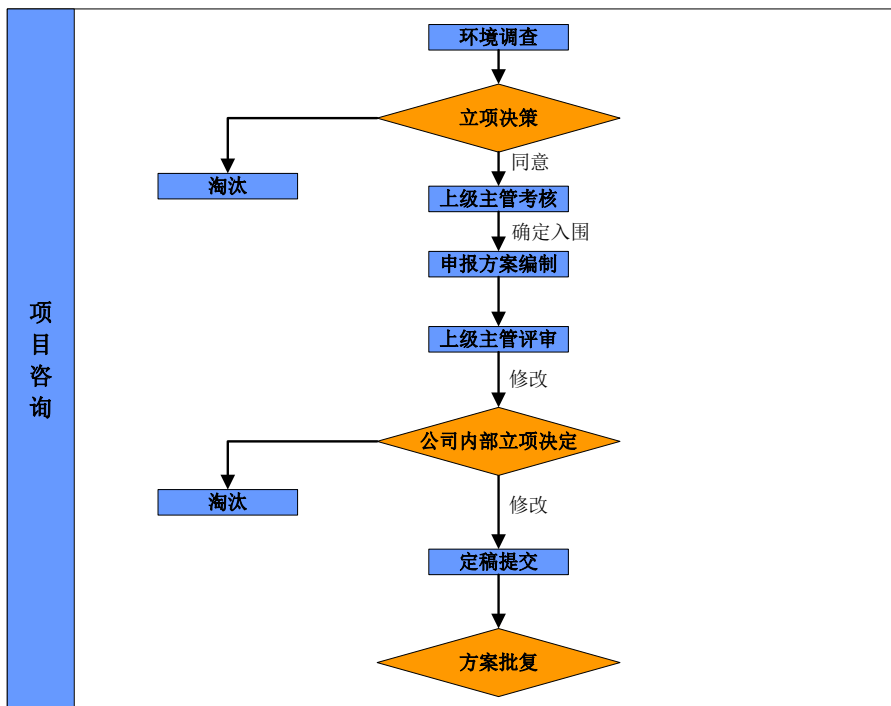 项目咨询
环境调查
立项决策
同意
淘汰
上级主管考核
确定入围
申报方案编制
上级主管评审
修改
公司内部立项决定
淘汰
修改
定稿提交
方案批复